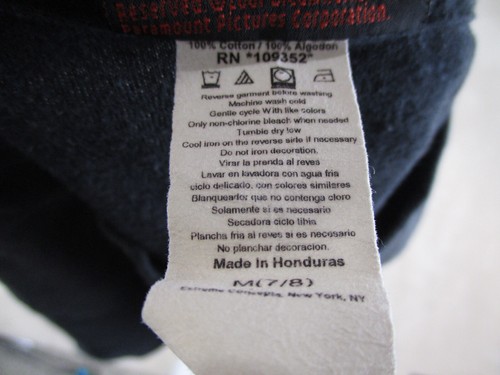 Reserved
Paramount Pictures Corporation.
100% Cotton / 100% Algodon
RN *109352*
Reverse garment before washing
Machine wash cold
Gentle cycle With like colors
Only non-chlorine bleach when needed
Tumble dry low
Cool iron on the reverse side if necessary
Do not iron decoration.
Virar la prenda al reves
Lavar en lavadora con agua fria
ciclo delicado, con colores similares
Blanqueador que no contenga cloro
Solamente si es necesario
Secadora ciclo tibia
Plancha fria al reves si es necesario
No planchar decoracion.
Made In Honduras
M(7/8)
Extreme Concepts, New York, NY